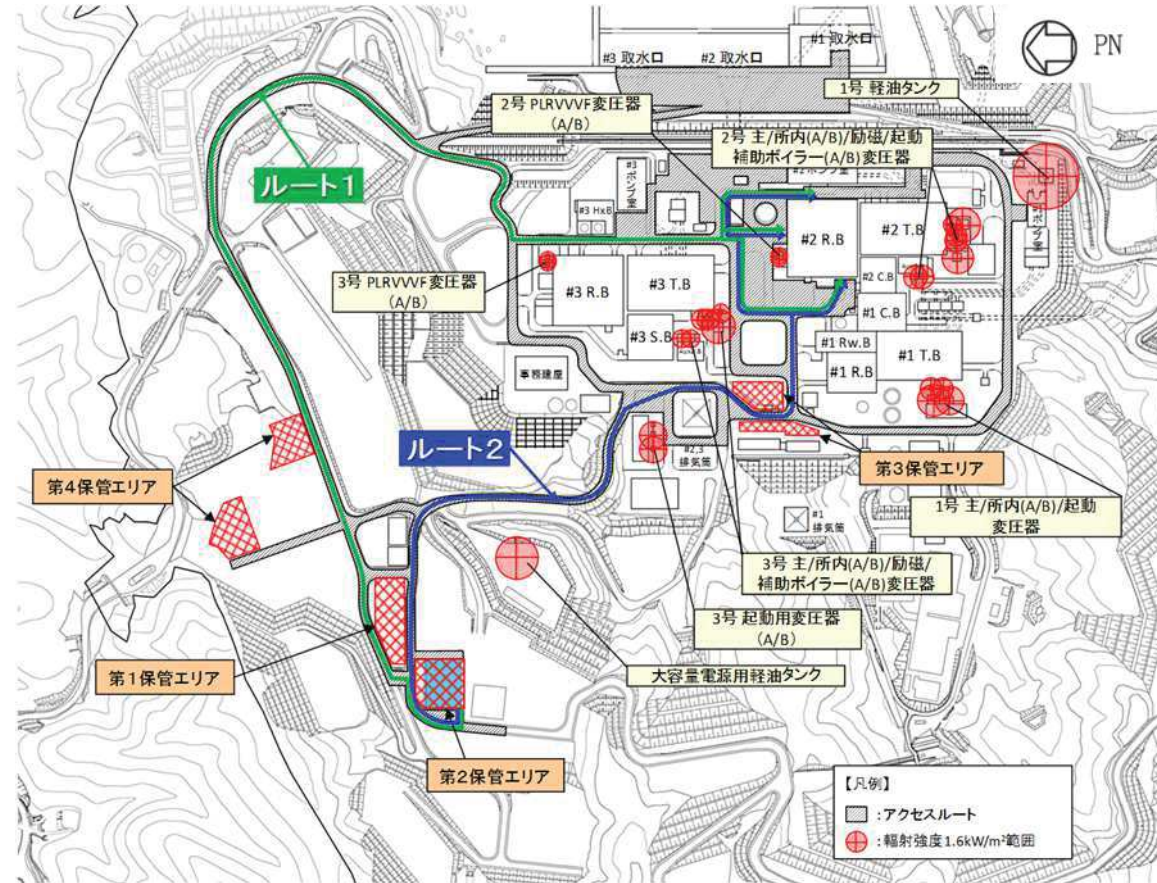 #1 取水口
#3 取水口
#2 取水口
PN
1号 軽油タンク
2号 PLRVVVF変圧器
(A/B)
2号 主/所内(A/B)/励磁/起動
補助ボイラー(A/B)変圧器
ルート1
#3
ポンプ室
#3 Hx.B
#2 R.B
#2 T.B
3号 PLRVVVF変圧器
(A/B)
#3 R.B
#3 T.B
#2 C.B
#1 C.B
#3 S.B
#1 Rw.B
#1 T.B
#1 R.B
事務建屋
ルート2
#2,3
排気筒
第4保管エリア
第3保管エリア
#1
排気筒
1号 主/所内(A/B)/起動
変圧器
3号 主/所内(A/B)/励磁/
補助ボイラー(A/B)変圧器
3号 起動用変圧器
(A/B)
第1保管エリア
大容量電源用軽油タンク
第2保管エリア
【凡例】
:アクセスルート
:輻射強度1.6kW/m²範囲